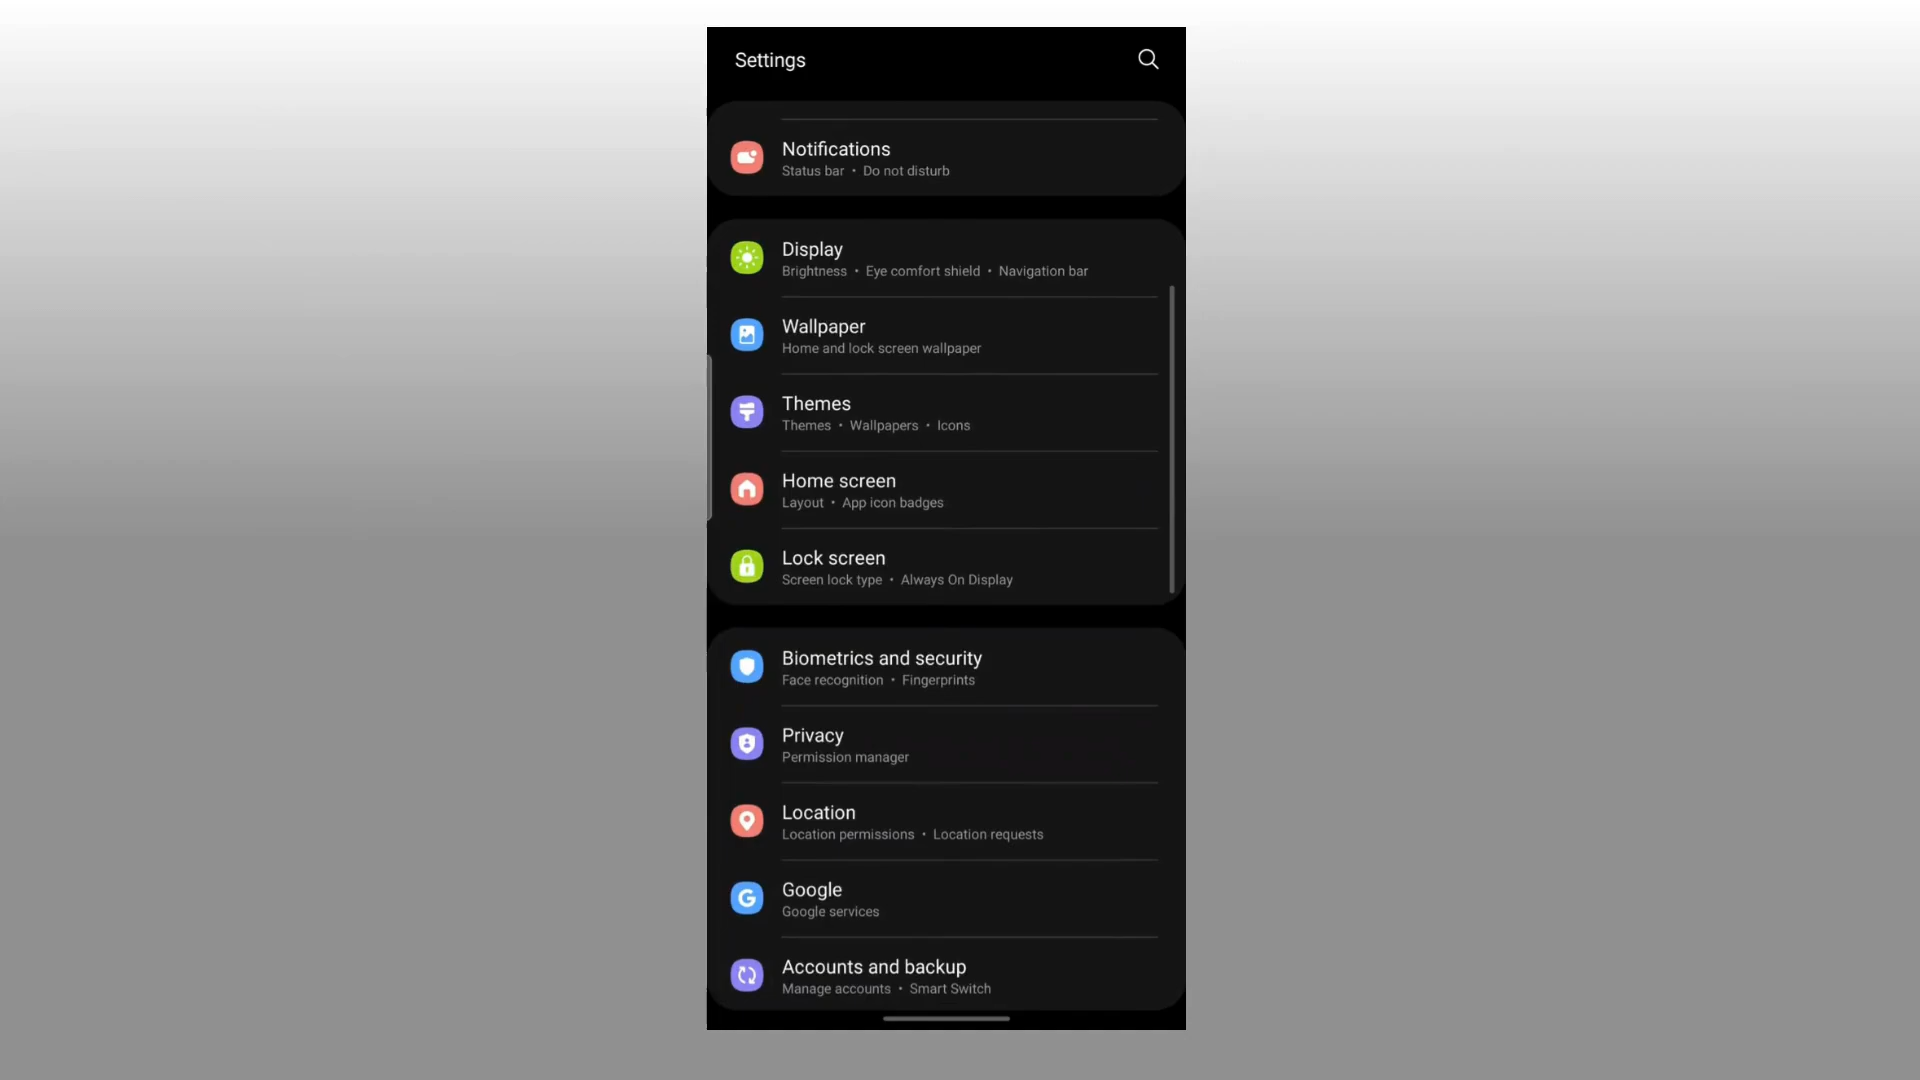 Settings
Notifications
Status bar • Do not disturb
Display
Brightness • Eye comfort shield • Navigation bar
Wallpaper
Home and lock screen wallpaper
Themes
Themes • Wallpapers • Icons
Home screen
Layout • App icon badges
Lock screen
Screen lock type • Always On Display
Biometrics and security
Face recognition • Fingerprints
Privacy
Permission manager
Location
Location permissions • Location requests
Google
Google services
Accounts and backup
Manage accounts • Smart Switch